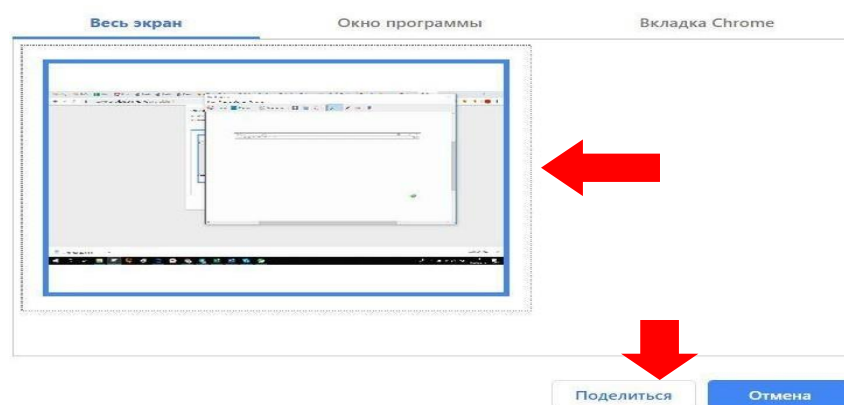 Весь экран
Окно программы
Вкладка Chrome
Поделиться
Отмена